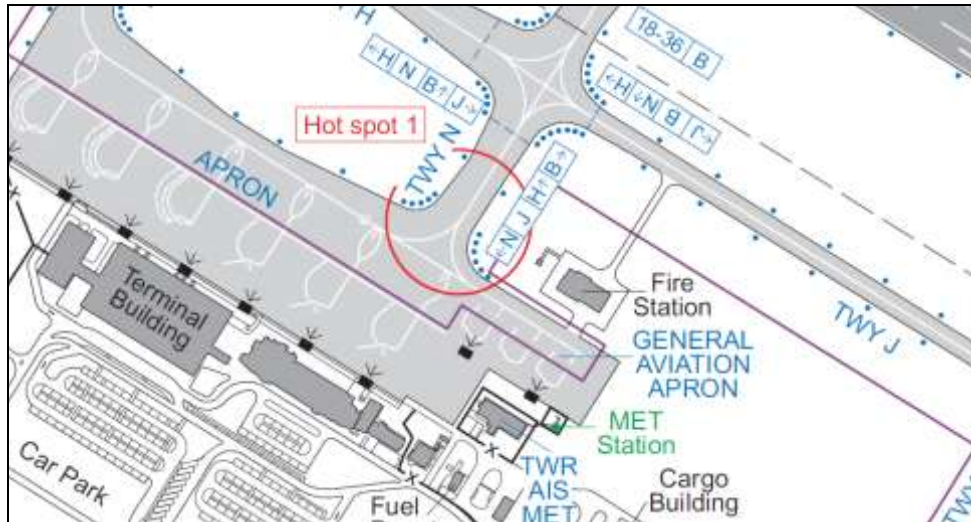 H
18-36 B
←H N B↑ J→
←H ↓N B J→
Hot spot 1
TWY N
APRON
←N J H↑ B→
Fire
Station
Terminal
Building
TWY J
GENERAL
AVIATION
APRON
MET
Station
Car Park
TWR
AIS
MET
Cargo
Building
Fuel
TWY